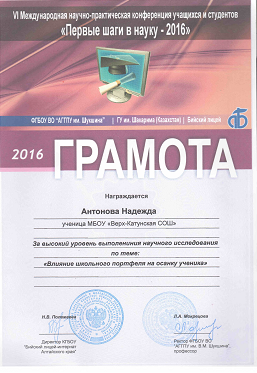 VI Международная научно-практическая конференция учащихся и студентов
«Первые шаги в науку - 2016»
ФГБОУ ВО "АГГПУ им. Шукшина" | ГУ им. Шакарима (Казахстан) | Бийский лицей
2016 ГРАМОТА
Награждается
Антонова Надежда
ученица МБОУ «Верх-Катунская СОШ»
За высокий уровень выполнения научного исследования
по теме:
«Влияние школьного портфеля на осанку ученика»
Н.В. Полежаева
Л.А. Мокрецова
Директор КГБОУ
"Бийский лицей-интернат
Алтайского края"
Ректор ФГБОУ ВО
"АГГПУ им. В.М. Шукшина",
профессор